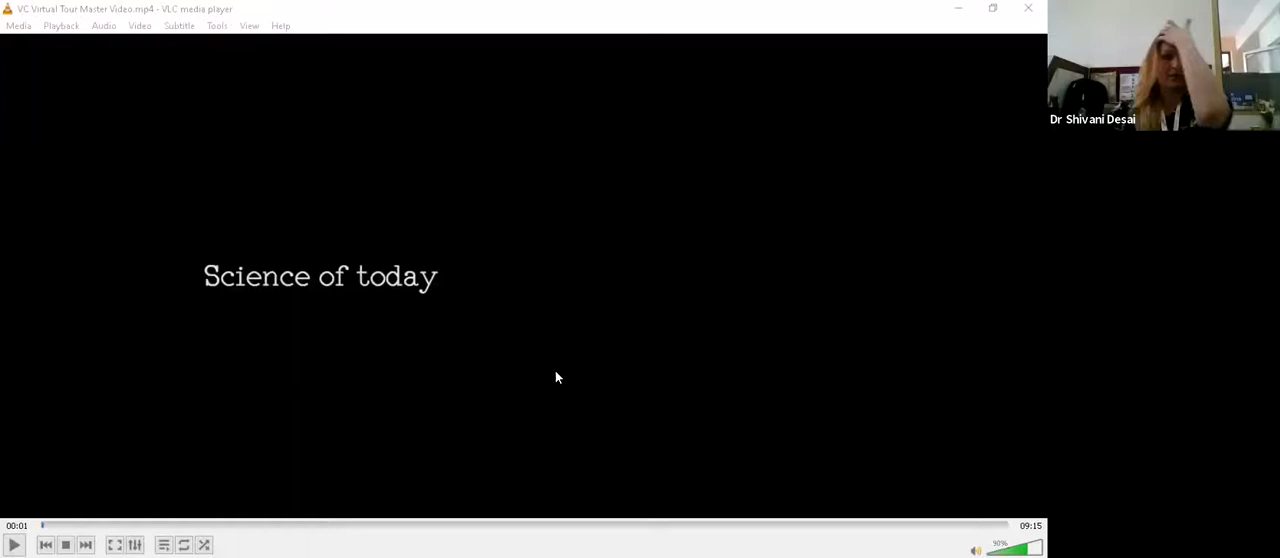 VC Virtual Tour Master Video.mp4 - VLC media player
Media Playback Audio Video Subtitle Tools View Help
Dr Shivani Desai
Science of today
00:01
09:15
90%